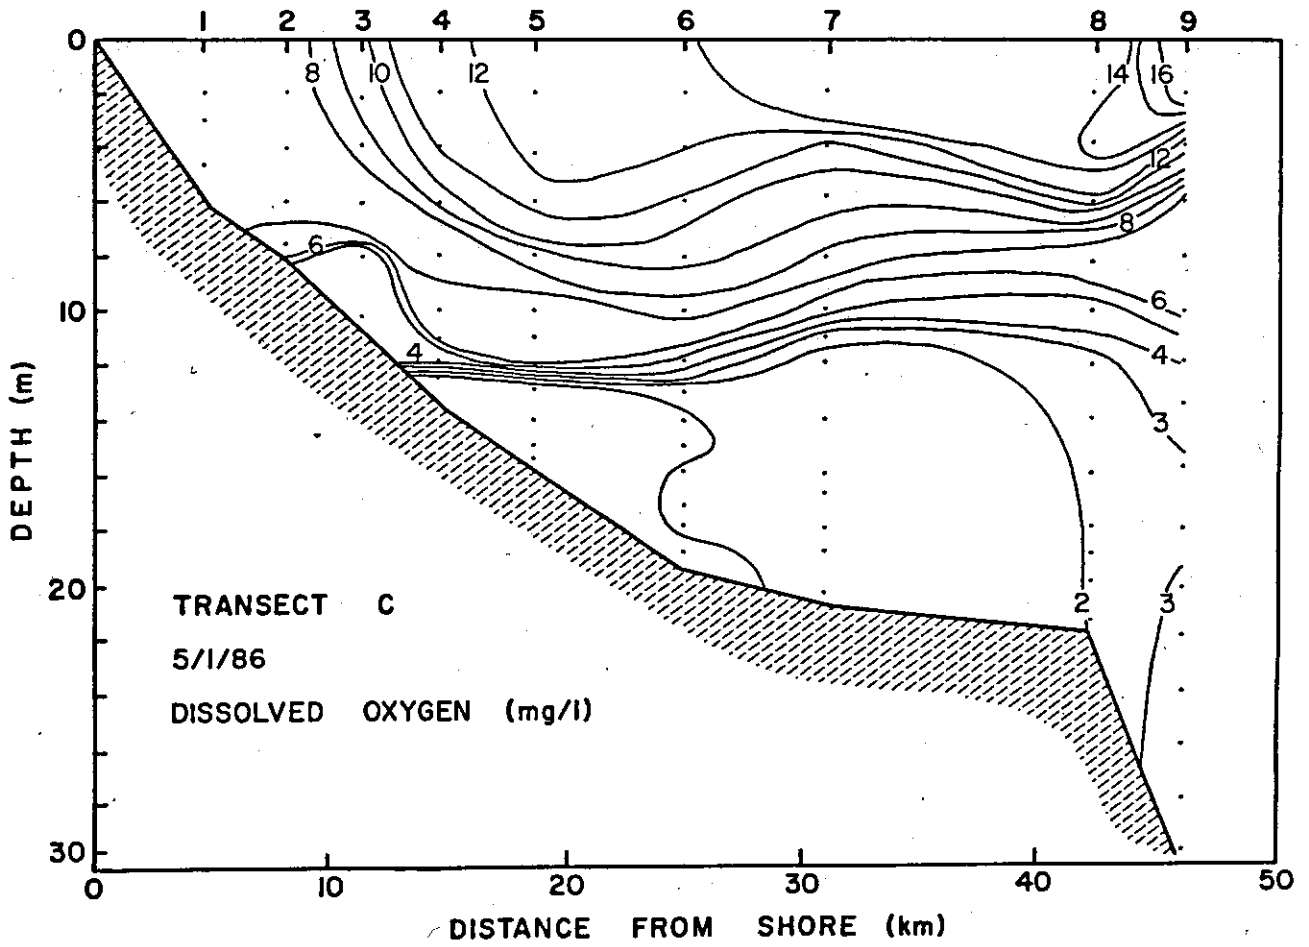 1 2 3 4 5 6 7 8 9
0
8 10 12 14 16
12
8
6
6
10
4
4
3
DEPTH (m)
20
2 3
TRANSECT C
5/1/86
DISSOLVED OXYGEN (mg/l)
30
0 10 20 30 40 50
DISTANCE FROM SHORE (km)